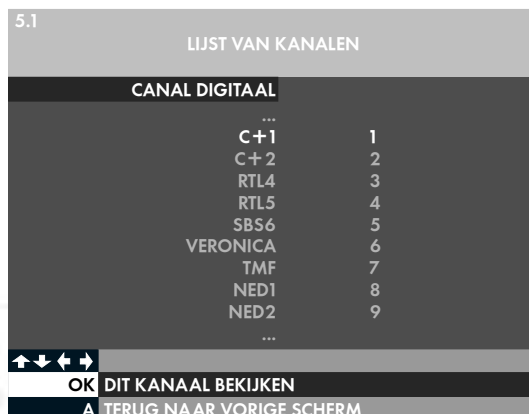 5.1
LIJST VAN KANALEN
CANAL DIGITAAL
...
C+1 1
C+2 2
RTL4 3
RTL5 4
SBS6 5
VERONICA 6
TMF 7
NED1 8
NED2 9
...
OK DIT KANAAL BEKIJKEN
A TERUG NAAR VORIGE SCHERM